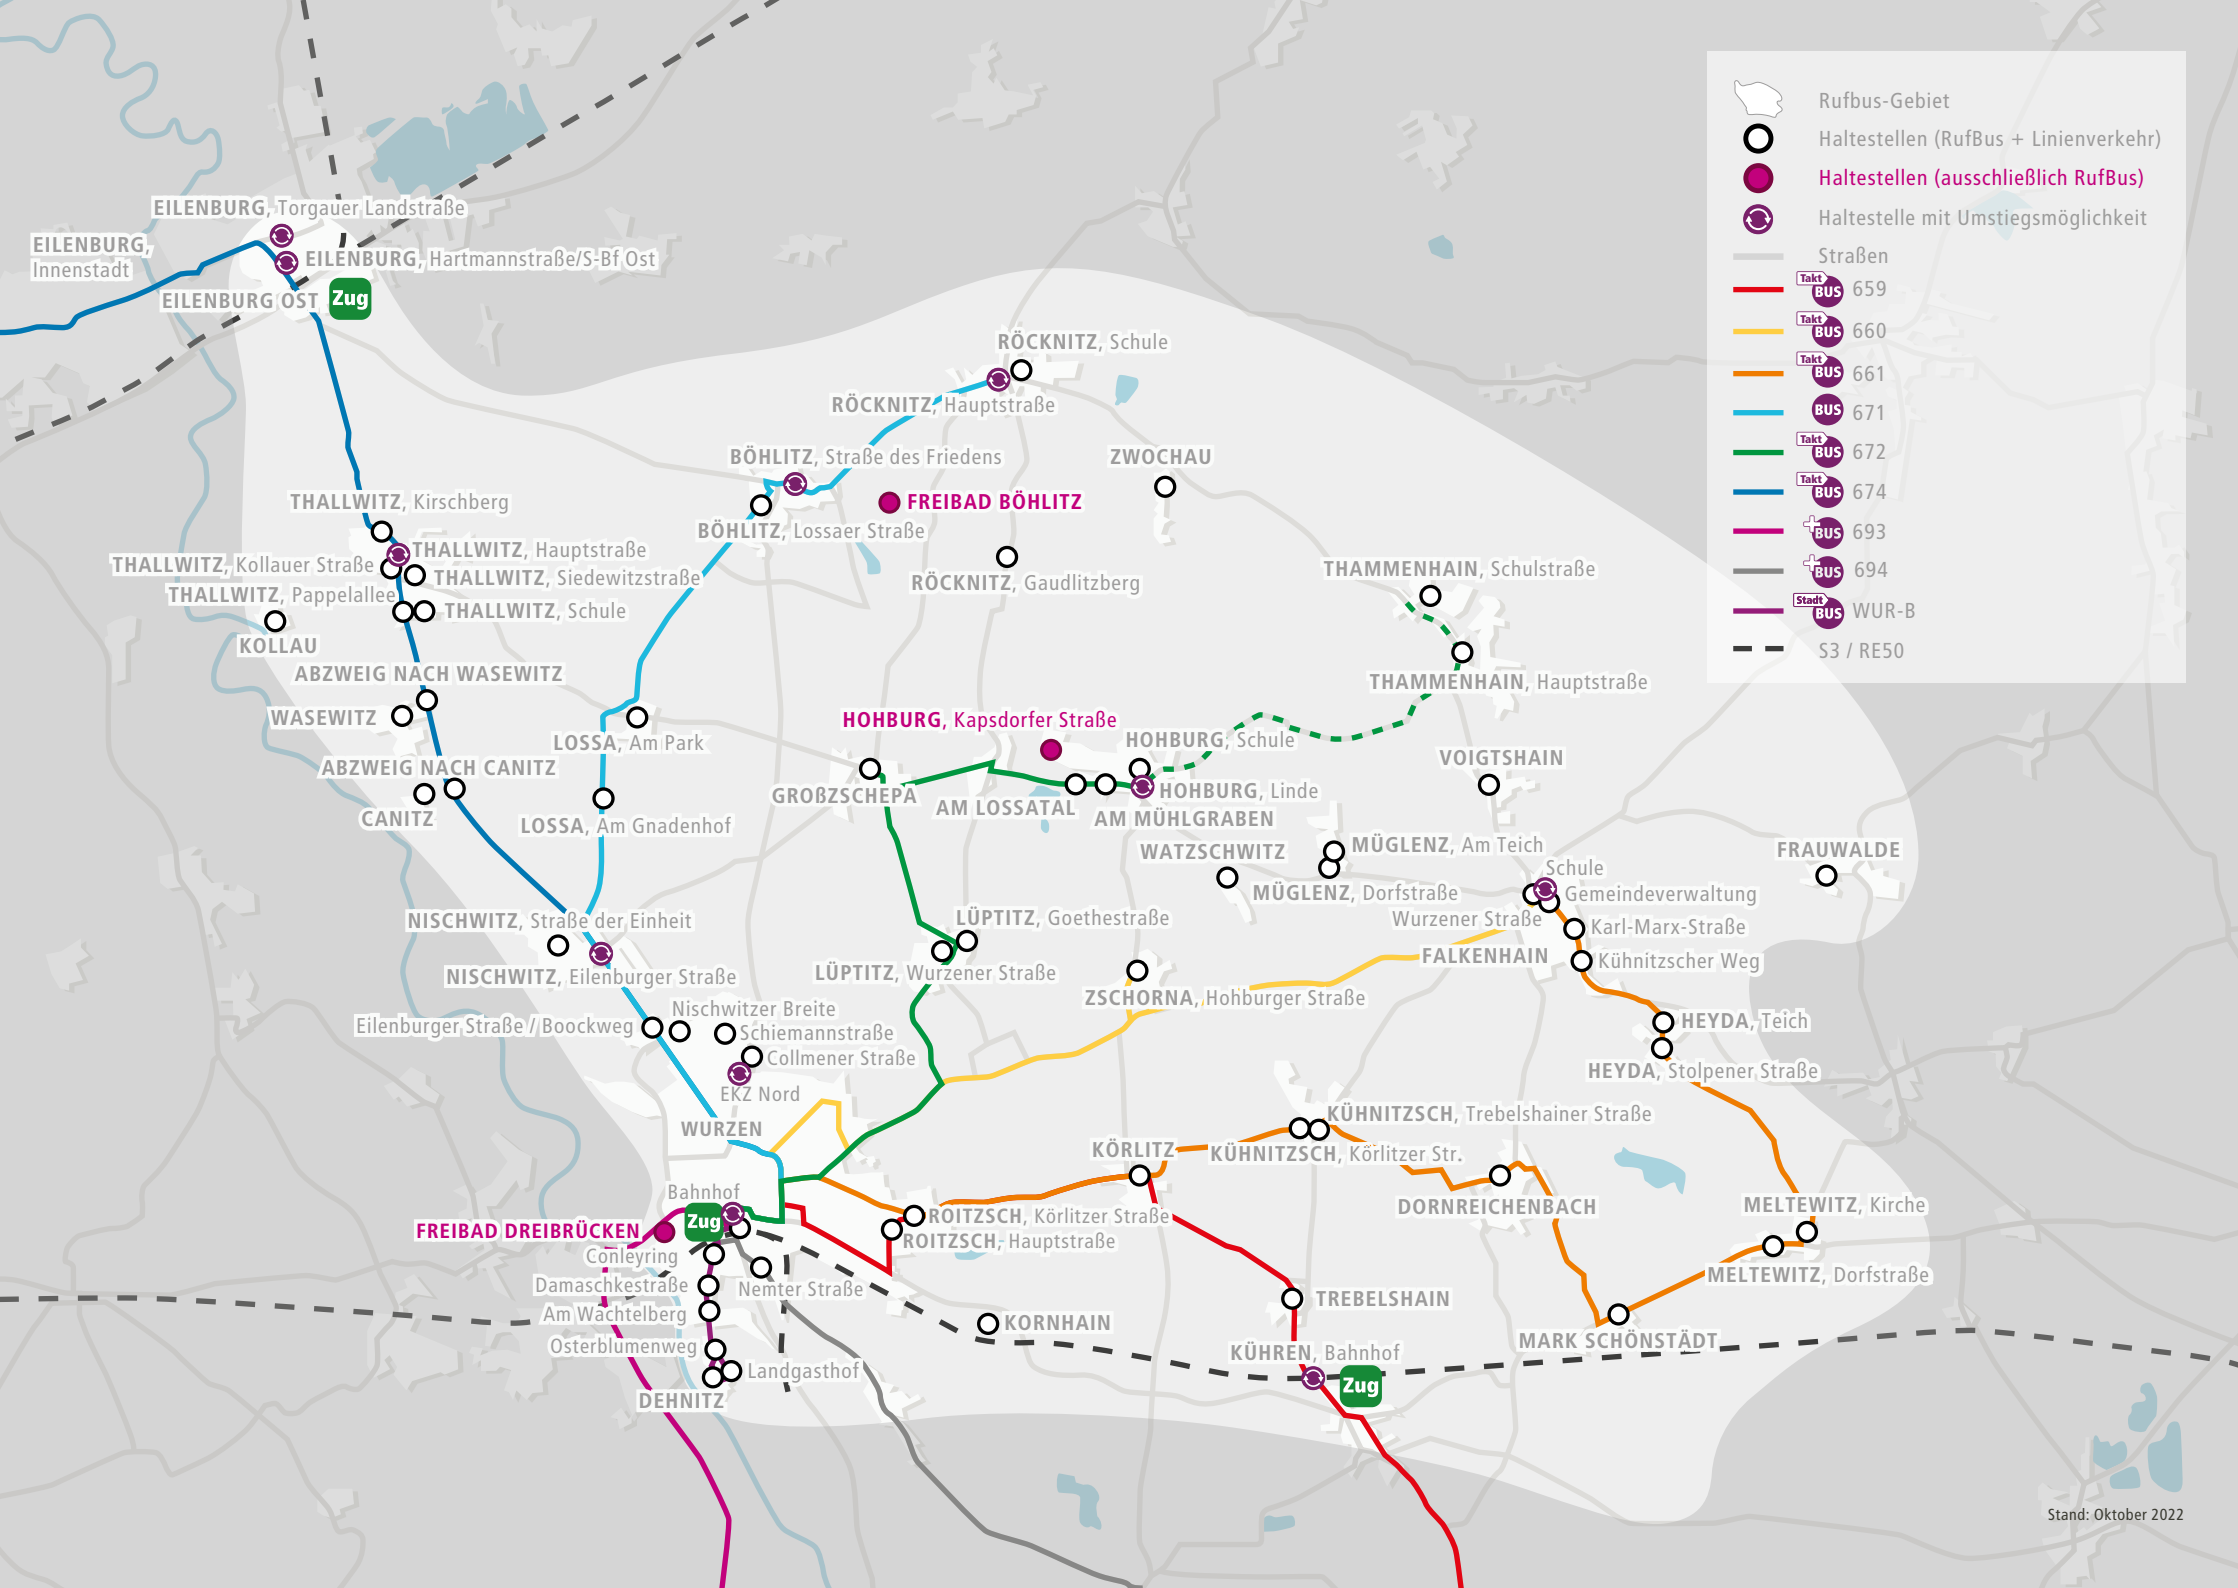 Rufbus-Gebiet
Haltestellen (RufBus + Linienverkehr)
Haltestellen (ausschließlich RufBus)
Haltestelle mit Umstiegsmöglichkeit
Straßen
Takt BUS 659
Takt BUS 660
Takt BUS 661
BUS 671
Takt BUS 672
Takt BUS 674
+BUS 693
+BUS 694
Stadt BUS WUR-B
S3 / RE50
EILENBURG, Torgauer Landstraße
EILENBURG,
Innenstadt
EILENBURG, Hartmannstraße/S-Bf Ost
EILENBURG OST Zug
RÖCKNITZ, Schule
RÖCKNITZ, Hauptstraße
BÖHLITZ, Straße des Friedens
ZWOCHAU
THALLWITZ, Kirschberg
FREIBAD BÖHLITZ
BÖHLITZ, Lossaer Straße
THALLWITZ, Hauptstraße
THALLWITZ, Kollauer Straße
THALLWITZ, Siedewitzstraße
RÖCKNITZ, Gaudlitzberg
THAMMENHAIN, Schulstraße
THALLWITZ, Pappelallee
THALLWITZ, Schule
KOLLAU
ABZWEIG NACH WASEWITZ
THAMMENHAIN, Hauptstraße
WASEWITZ
HOHBURG, Kapsdorfer Straße
LOSSA, Am Park
HOHBURG, Schule
VOIGTSHAIN
ABZWEIG NACH CANITZ
GROßZSCHEPA
HOHBURG, Linde
AM LOSSATAL
CANITZ
LOSSA, Am Gnadenhof
AM MÜHLGRABEN
WATZSCHWITZ
MÜGLENZ, Am Teich
FRAUWALDE
Schule
MÜGLENZ, Dorfstraße
Gemeindeverwaltung
NISCHWITZ, Straße der Einheit
LÜPTITZ, Goethestraße
Wurzener Straße
Karl-Marx-Straße
FALKENHAIN
Kühnitzscher Weg
NISCHWITZ, Eilenburger Straße
LÜPTITZ, Wurzener Straße
ZSCHORNA, Hohburger Straße
Nischwitzer Breite
Eilenburger Straße / Boockweg
Schiemannstraße
HEYDA, Teich
Collmener Straße
HEYDA, Stolpener Straße
EKZ Nord
WURZEN
KÜHNITZSCH, Trebelshainer Straße
KÖRLITZ
KÜHNITZSCH, Körlitzer Str.
Bahnhof
DORNREICHENBACH
MELTEWITZ, Kirche
FREIBAD DREIBRÜCKEN
Zug
ROITZSCH, Körlitzer Straße
ROITZSCH, Hauptstraße
Conleyring
MELTEWITZ, Dorfstraße
Damaschkestraße
Nemter Straße
TREBELSHAIN
Am Wachtelberg
KORNHAIN
MARK SCHÖNSTÄDT
Osterblumenweg
KÜHREN, Bahnhof
Landgasthof
Zug
DEHNITZ
Stand: Oktober 2022